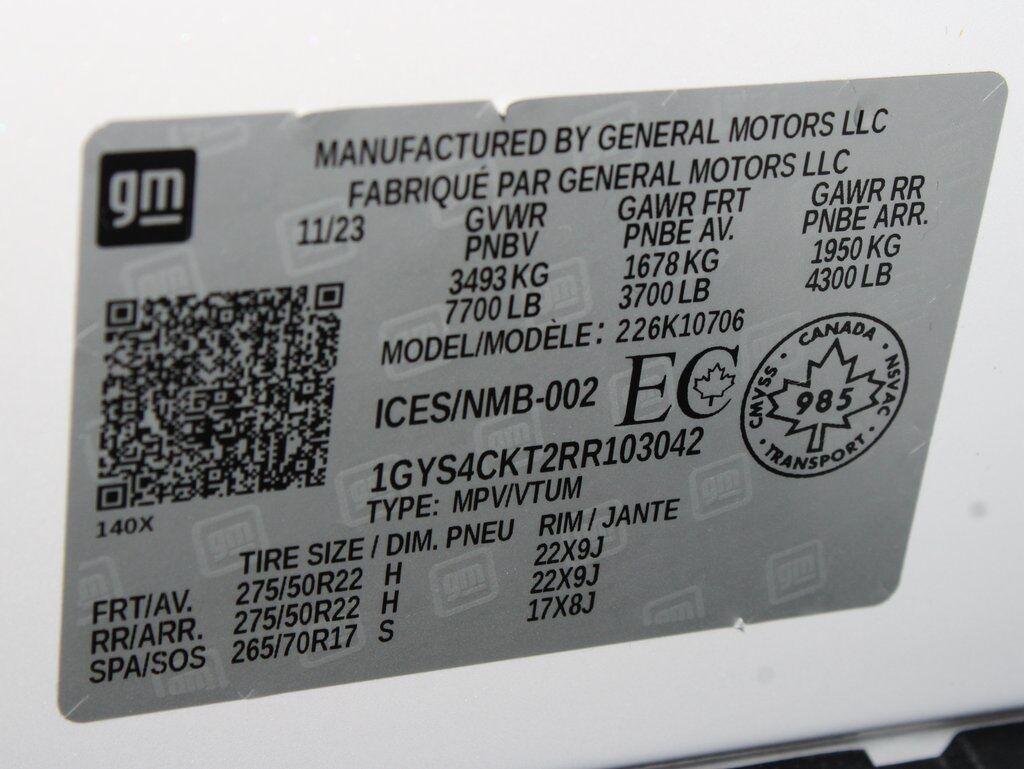 gm
MANUFACTURED BY GENERAL MOTORS LLC
FABRIQUÉ PAR GENERAL MOTORS LLC
11/23
GVWR
PNBV
3493 KG
7700 LB
GAWR FRT
PNBE AV.
1678 KG
3700 LB
GAWR RR
PNBE ARR.
1950 KG
4300 LB
MODEL/MODÈLE: 226K10706
ICES/NMB-002
EC
CANADA
CMVSS · NSVAC
985
TRANSPORT
1GYS4CKT2RR103042
TYPE: MPV/VTUM
140X
TIRE SIZE / DIM. PNEU RIM / JANTE
FRT/AV. 275/50R22 H 22X9J
RR/ARR. 275/50R22 H 22X9J
SPA/SOS 265/70R17 S 17X8J